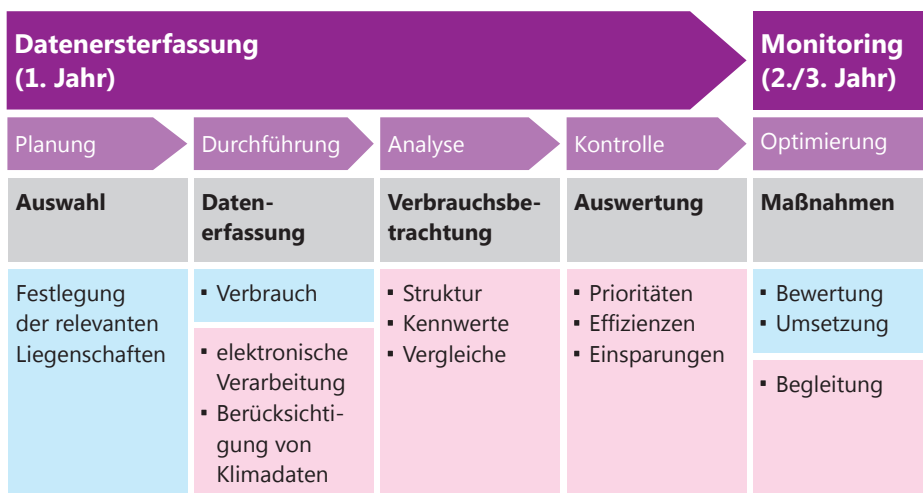 Datenersterfassung
(1. Jahr)
Monitoring
(2./3. Jahr)
Planung
Durchführung
Analyse
Kontrolle
Optimierung
Auswahl
Daten-
erfassung
Verbrauchsbe-
trachtung
Auswertung
Maßnahmen
Festlegung
der relevanten
Liegenschaften
▪ Verbrauch
▪ elektronische
Verarbeitung
▪ Berücksichti-
gung von
Klimadaten
▪ Struktur
▪ Kennwerte
▪ Vergleiche
▪ Prioritäten
▪ Effizienzen
▪ Einsparungen
▪ Bewertung
▪ Umsetzung
▪ Begleitung